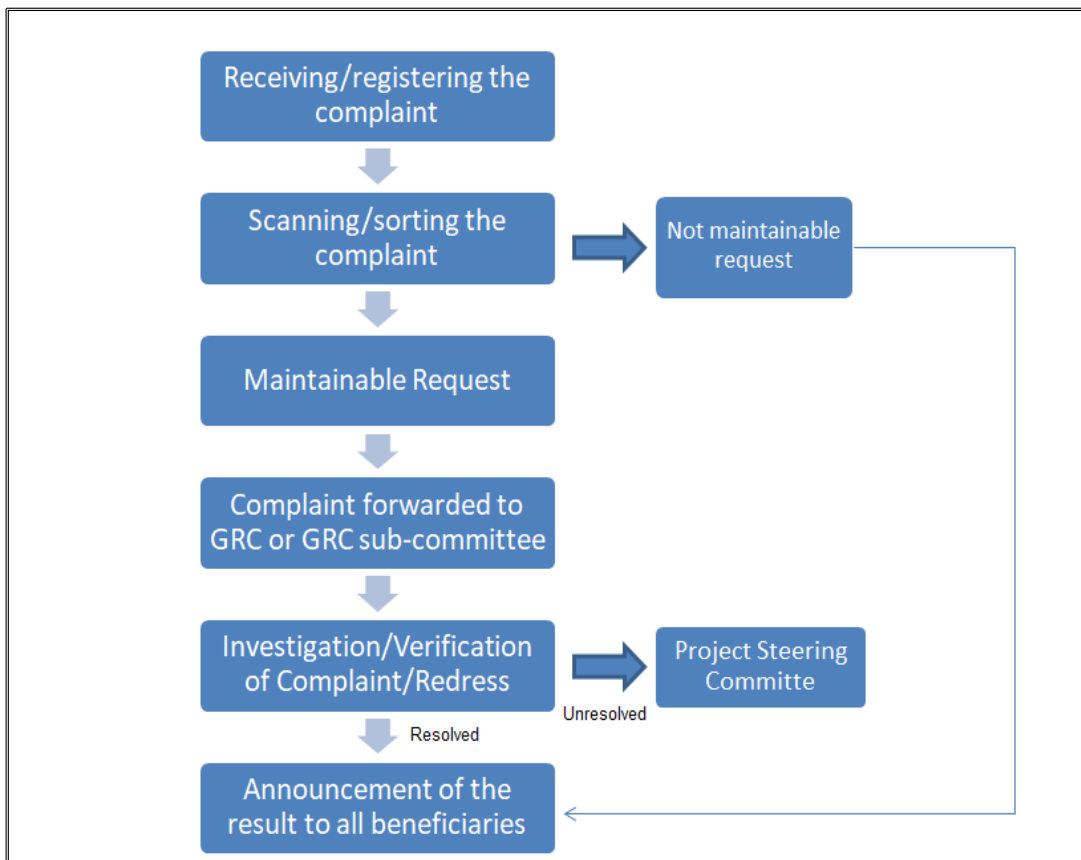 Receiving/registering the
complaint
Scanning/sorting the
complaint
Not maintainable
request
Maintainable Request
Complaint forwarded to
GRC or GRC sub-committee
Investigation/Verification
of Complaint/Redress
Project Steering
Committe
Unresolved
Resolved
Announcement of the
result to all beneficiaries